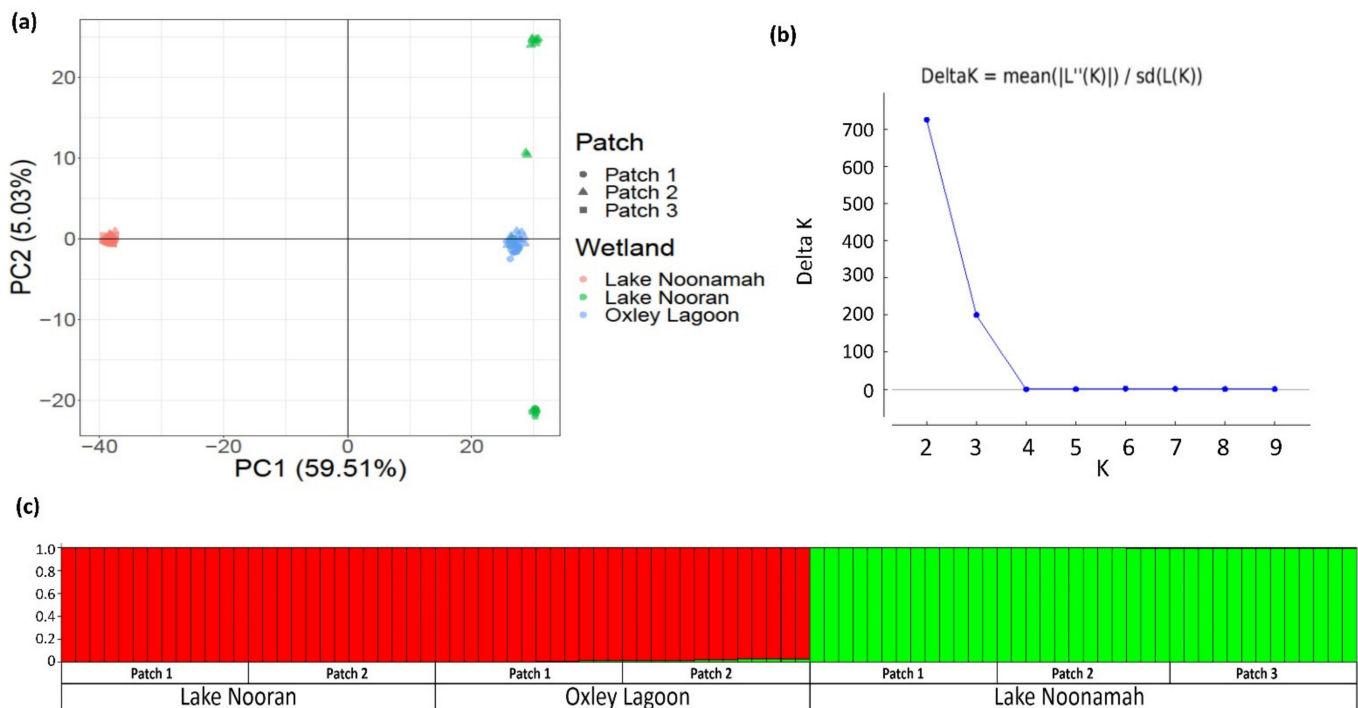 (a)
20
10
0
−10
−20
−40
−20
0
20
PC1 (59.51%)
PC2 (5.03%)
Patch
Patch 1
Patch 2
Patch 3
Wetland
Lake Noonamah
Lake Nooran
Oxley Lagoon
(b)
DeltaK = mean(|L''(K)|) / sd(L(K))
Delta K
700
600
500
400
300
200
100
0
2 3 4 5 6 7 8 9
K
(c)
1.0
0.8
0.6
0.4
0.2
0
Patch 1 Patch 2 Patch 1 Patch 2 Patch 1 Patch 2 Patch 3
Lake Nooran Oxley Lagoon Lake Noonamah